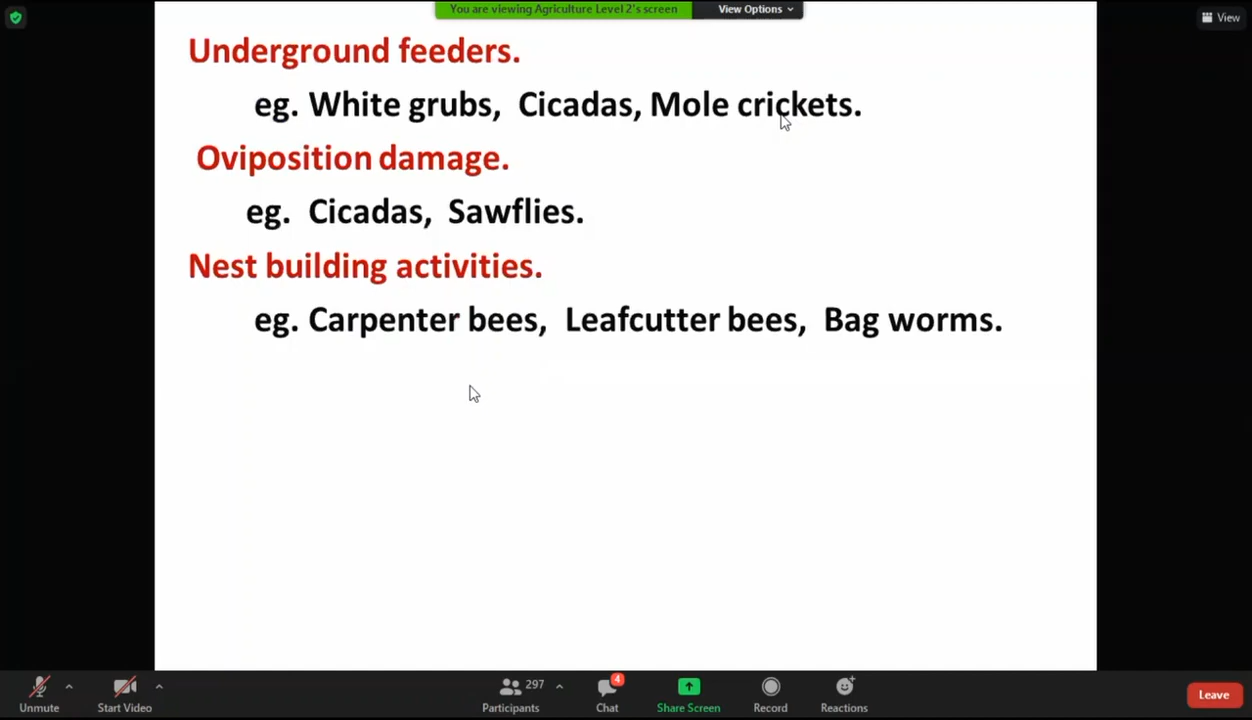 You are viewing Agriculture Level 2's screen View Options
View
Underground feeders.
eg. White grubs, Cicadas, Mole crickets.
Oviposition damage.
eg. Cicadas, Sawflies.
Nest building activities.
eg. Carpenter bees, Leafcutter bees, Bag worms.
297
4
Unmute Start Video Participants Chat Share Screen Record Reactions Leave